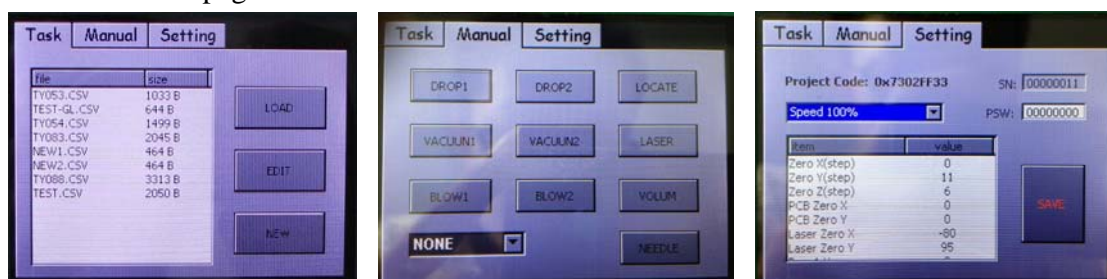 Task Manual Setting
file size
TY053.CSV 1033 B
TEST-GL.CSV 644 B
TY054.CSV 1499 B
TY083.CSV 2045 B
NEW1.CSV 464 B
NEW2.CSV 464 B
TY088.CSV 3313 B
TEST.CSV 2050 B
LOAD
EDIT
NEW
Task Manual Setting
DROP1 DROP2 LOCATE
VACUUN1 VACUUN2 LASER
BLOW1 BLOW2 VOLUM
NONE NEEDLE
Task Manual Setting
Project Code: 0x7302FF33 SN: 00000011
Speed 100% PSW: 00000000
item value
Zero X(step) 0
Zero Y(step) 11
Zero Z(step) 6
PCB Zero X 0
PCB Zero Y 0
Laser Zero X -80
Laser Zero Y 95
SAVE